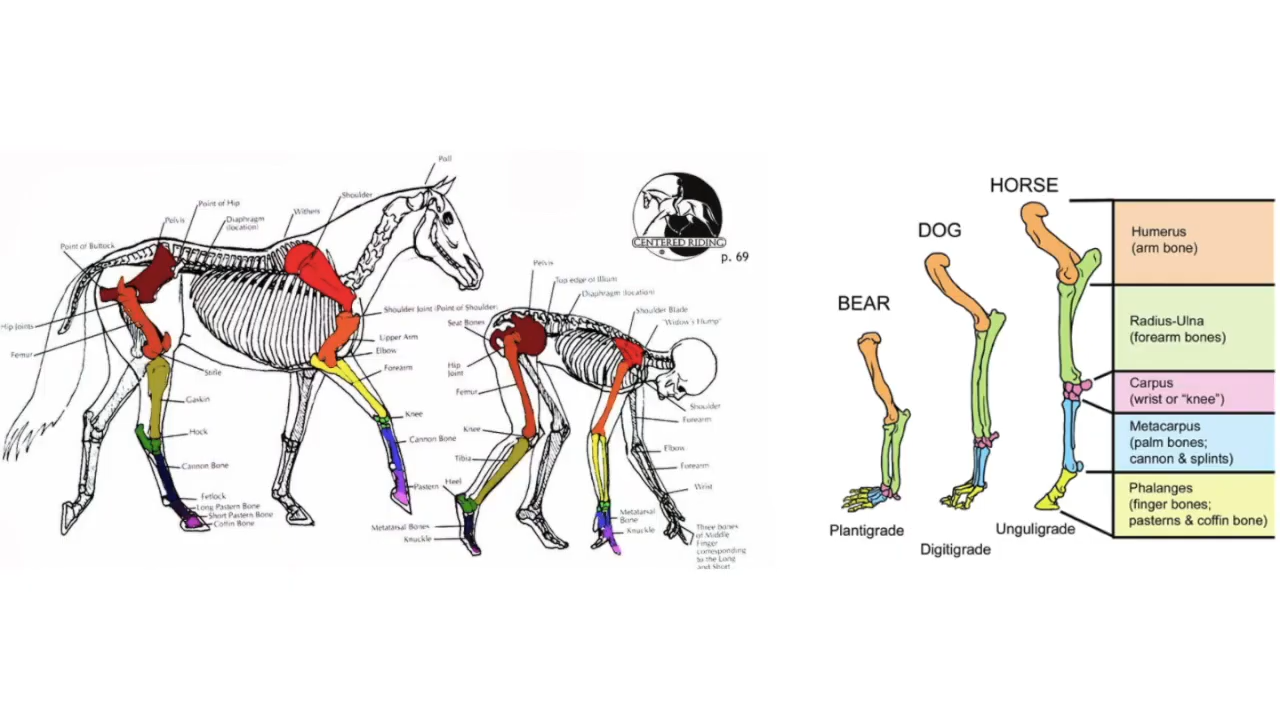 Poll
Shoulder
Point of Hip
Withers
Pelvis
Diaphragm
(location)
Point of Buttock
Hip Joints
Femur
Stifle
Gaskin
Hock
Cannon Bone
Fetlock
Long Pastern Bone
Short Pastern Bone
Coffin Bone
Shoulder Joint (Point of Shoulder)
Upper Arm
Elbow
Forearm
Knee
Cannon Bone
Pastern
CENTERED RIDING
®
p. 69
Pelvis
Top edge of Illium
Diaphragm (location)
Shoulder Blade
"Widow's Hump"
Seat Bones
Hip
Joint
Femur
Knee
Tibia
Heel
Metatarsal Bones
Knuckle
Shoulder
Forearm
Elbow
Forearm
Wrist
Metatarsal
Bone
Knuckle
Three bones
of Middle
Finger
corresponding
to the Long
and Short
HORSE
DOG
BEAR
Plantigrade
Digitigrade
Unguligrade
Humerus
(arm bone)
Radius-Ulna
(forearm bones)
Carpus
(wrist or “knee”)
Metacarpus
(palm bones;
cannon & splints)
Phalanges
(finger bones;
pasterns & coffin bone)